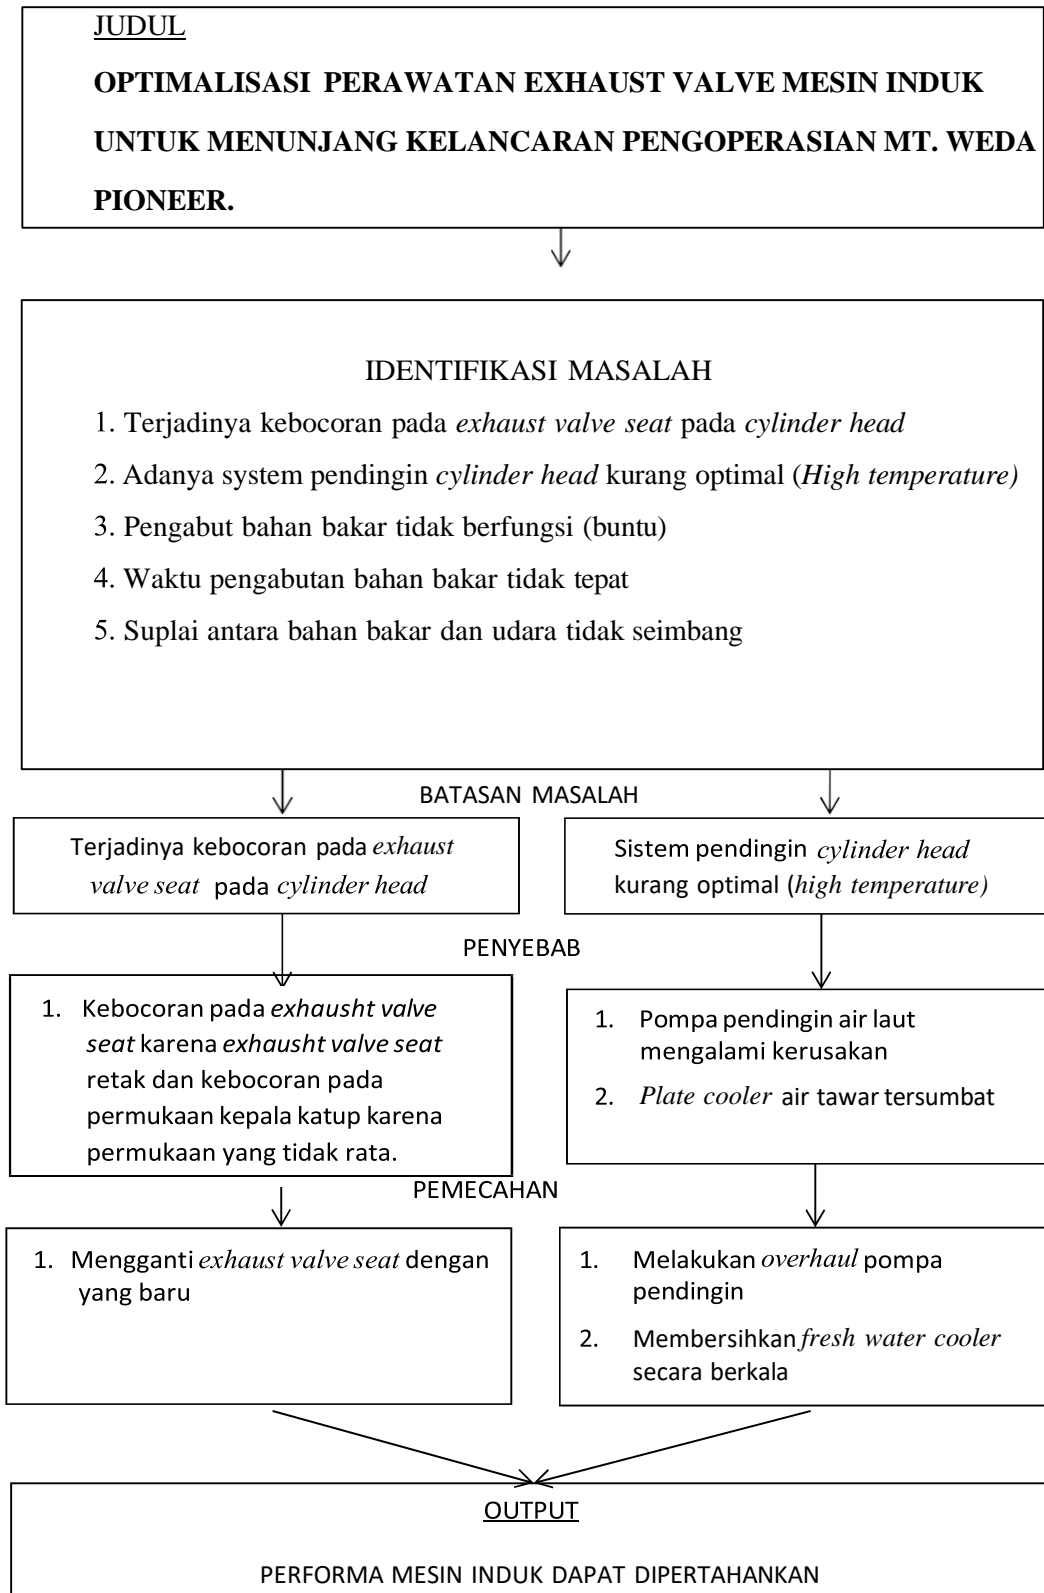 JUDUL
OPTIMALISASI PERAWATAN EXHAUST VALVE MESIN INDUK
UNTUK MENUNJANG KELANCARAN PENGOPERASIAN MT. WEDA
PIONEER.
IDENTIFIKASI MASALAH
1. Terjadinya kebocoran pada exhaust valve seat pada cylinder head
2. Adanya system pendingin cylinder head kurang optimal (High temperature)
3. Pengabut bahan bakar tidak berfungsi (buntu)
4. Waktu pengabutan bahan bakar tidak tepat
5. Suplai antara bahan bakar dan udara tidak seimbang
BATASAN MASALAH
Terjadinya kebocoran pada exhaust
valve seat pada cylinder head
Sistem pendingin cylinder head
kurang optimal (high temperature)
PENYEBAB
1. Kebocoran pada exhausht valve
seat karena exhausht valve seat
retak dan kebocoran pada
permukaan kepala katup karena
permukaan yang tidak rata.
1. Pompa pendingin air laut
mengalami kerusakan
2. Plate cooler air tawar tersumbat
PEMECAHAN
1. Mengganti exhaust valve seat dengan
yang baru
1. Melakukan overhaul pompa
pendingin
2. Membersihkan fresh water cooler
secara berkala
OUTPUT
PERFORMA MESIN INDUK DAPAT DIPERTAHANKAN